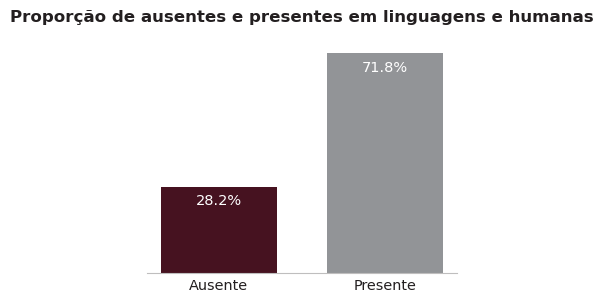 Proporção de ausentes e presentes em linguagens e humanas
71.8%
28.2%
Ausente
Presente